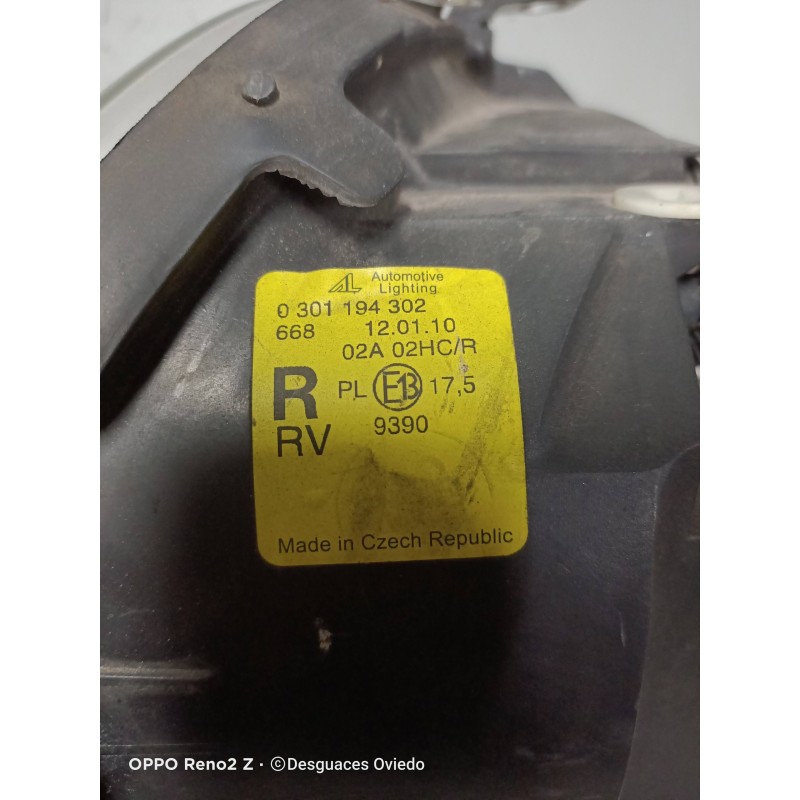 AL Automotive
Lighting
0 301 194 302
668 12.01.10
02A 02HC/R
R PL E13 17,5
RV 9390
Made in Czech Republic
OPPO Reno2 Z · ©Desguaces Oviedo